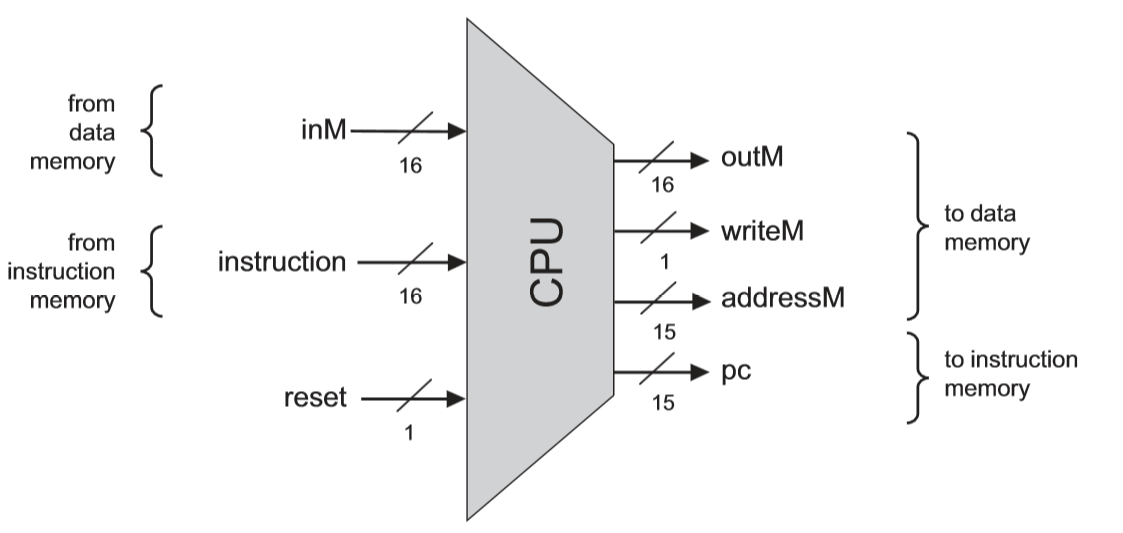 from
data
memory
inM
16
from
instruction
memory
instruction
16
reset
1
CPU
outM
16
writeM
1
addressM
15
pc
15
to data
memory
to instruction
memory